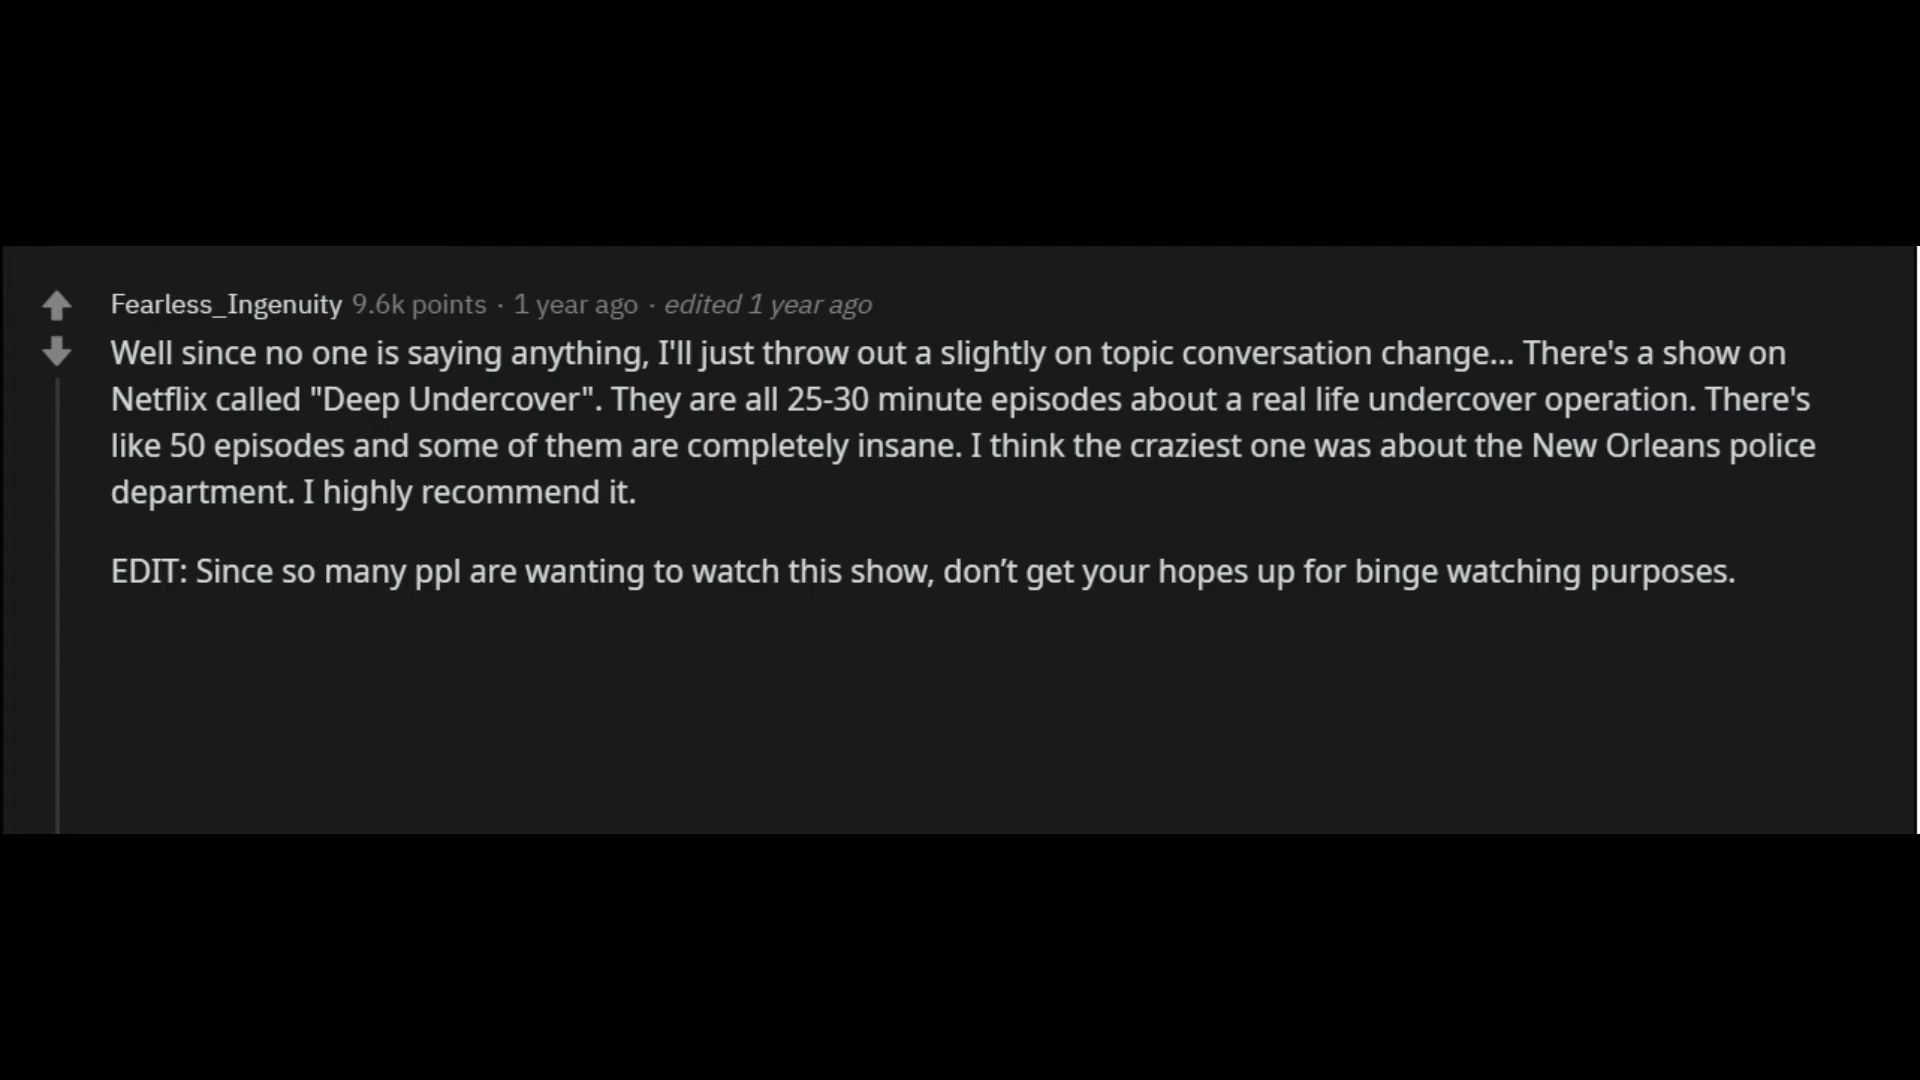 Fearless_Ingenuity 9.6k points · 1 year ago · edited 1 year ago
Well since no one is saying anything, I'll just throw out a slightly on topic conversation change... There's a show on
Netflix called "Deep Undercover". They are all 25-30 minute episodes about a real life undercover operation. There's
like 50 episodes and some of them are completely insane. I think the craziest one was about the New Orleans police
department. I highly recommend it.
EDIT: Since so many ppl are wanting to watch this show, don’t get your hopes up for binge watching purposes.